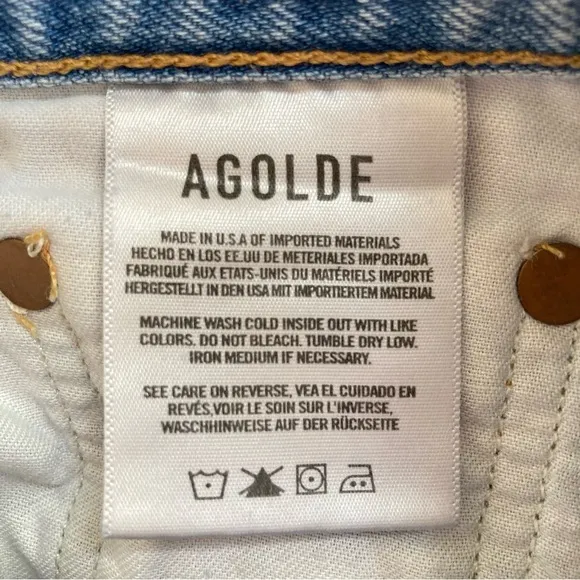 AGOLDE
MADE IN U.S.A OF IMPORTED MATERIALS
HECHO EN LOS EE.UU DE METERIALES IMPORTADA
FABRIQUÉ AUX ETATS-UNIS DU MATÉRIELS IMPORTÉ
HERGESTELLT IN DEN USA MIT IMPORTIERTEM MATERIAL
MACHINE WASH COLD INSIDE OUT WITH LIKE
COLORS. DO NOT BLEACH. TUMBLE DRY LOW.
IRON MEDIUM IF NECESSARY.
SEE CARE ON REVERSE, VEA EL CUIDADO EN
REVÉS,VOIR LE SOIN SUR L'INVERSE,
WASCHHINWEISE AUF DER RÜCKSEITE